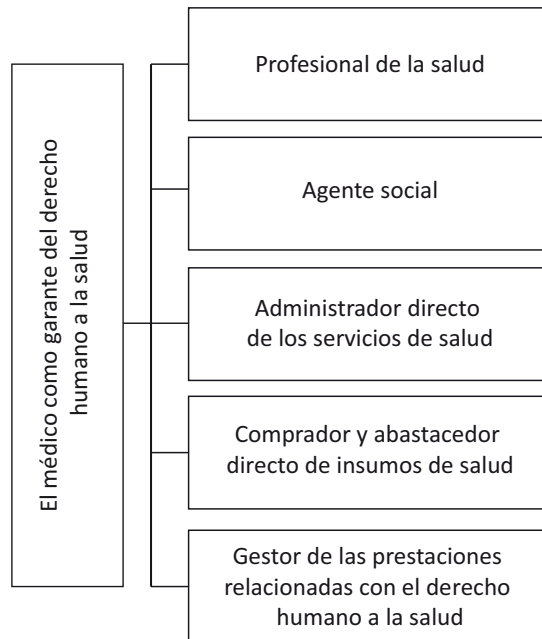 El médico como garante del derecho
humano a la salud
Profesional de la salud
Agente social
Administrador directo
de los servicios de salud
Comprador y abastacedor
directo de insumos de salud
Gestor de las prestaciones
relacionadas con el derecho
humano a la salud